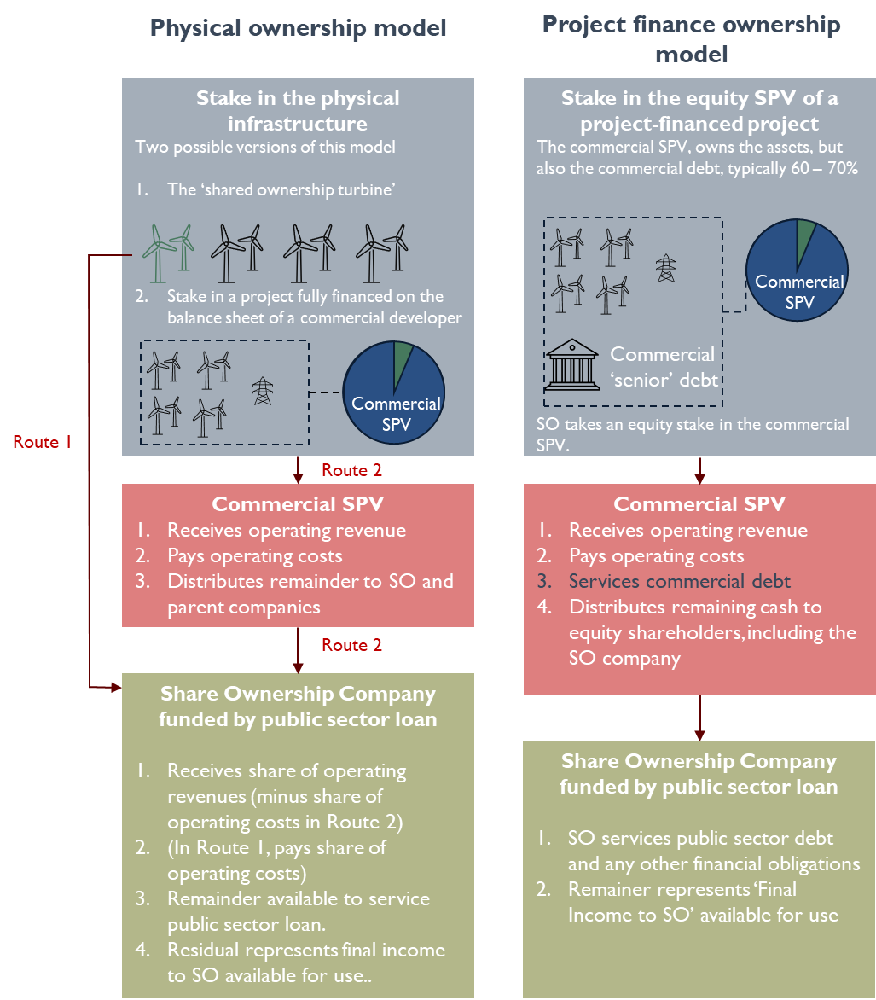 Physical ownership model
Stake in the physical
infrastructure
Two possible versions of this model
1. The ‘shared ownership turbine’
2. Stake in a project fully financed on the
balance sheet of a commercial developer
Commercial
SPV
Route 1
Route 2
Commercial SPV
1. Receives operating revenue
2. Pays operating costs
3. Distributes remainder to SO and
parent companies
Route 2
Share Ownership Company
funded by public sector loan
1. Receives share of operating
revenues (minus share of
operating costs in Route 2)
2. (In Route 1, pays share of
operating costs)
3. Remainder available to service
public sector loan.
4. Residual represents final income
to SO available for use..
Project finance ownership
model
Stake in the equity SPV of a
project-financed project
The commercial SPV, owns the assets, but
also the commercial debt, typically 60 – 70%
Commercial
SPV
Commercial
‘senior’ debt
SO takes an equity stake in the commercial
SPV.
Commercial SPV
1. Receives operating revenue
2. Pays operating costs
3. Services commercial debt
4. Distributes remaining cash to
equity shareholders, including the
SO company
Share Ownership Company
funded by public sector loan
1. SO services public sector debt
and any other financial obligations
2. Remainer represents ‘Final
Income to SO’ available for use